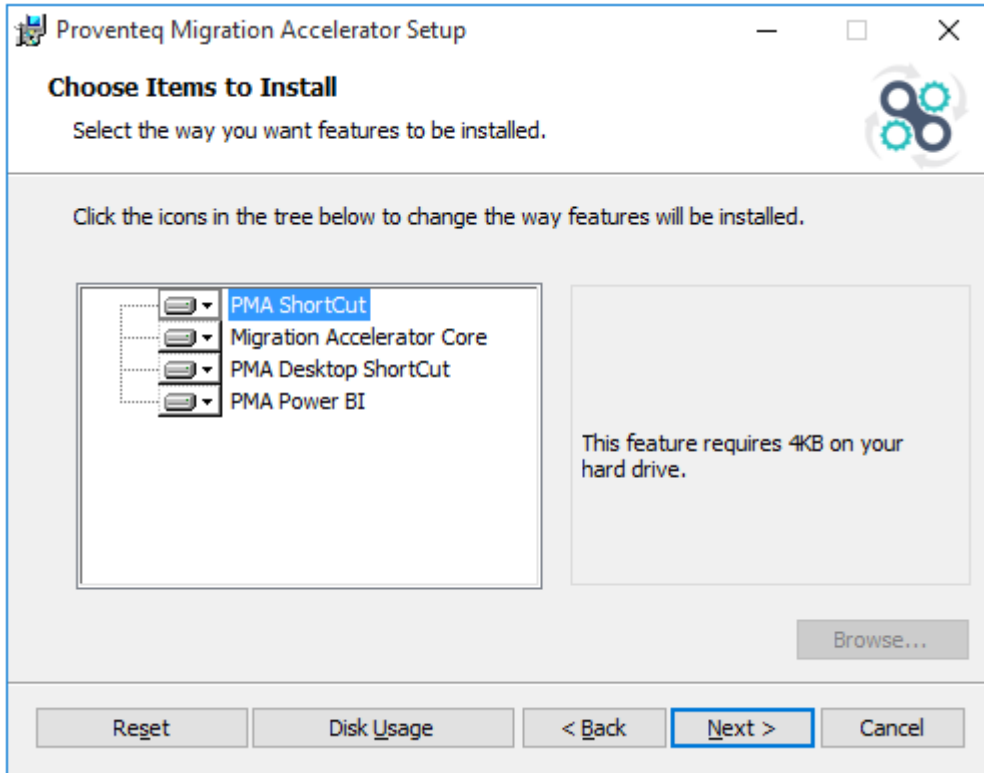 Proventeq Migration Accelerator Setup
Choose Items to Install
Select the way you want features to be installed.
Click the icons in the tree below to change the way features will be installed.
PMA ShortCut
Migration Accelerator Core
PMA Desktop ShortCut
PMA Power BI
This feature requires 4KB on your
hard drive.
Browse...
Reset
Disk Usage
< Back
Next >
Cancel